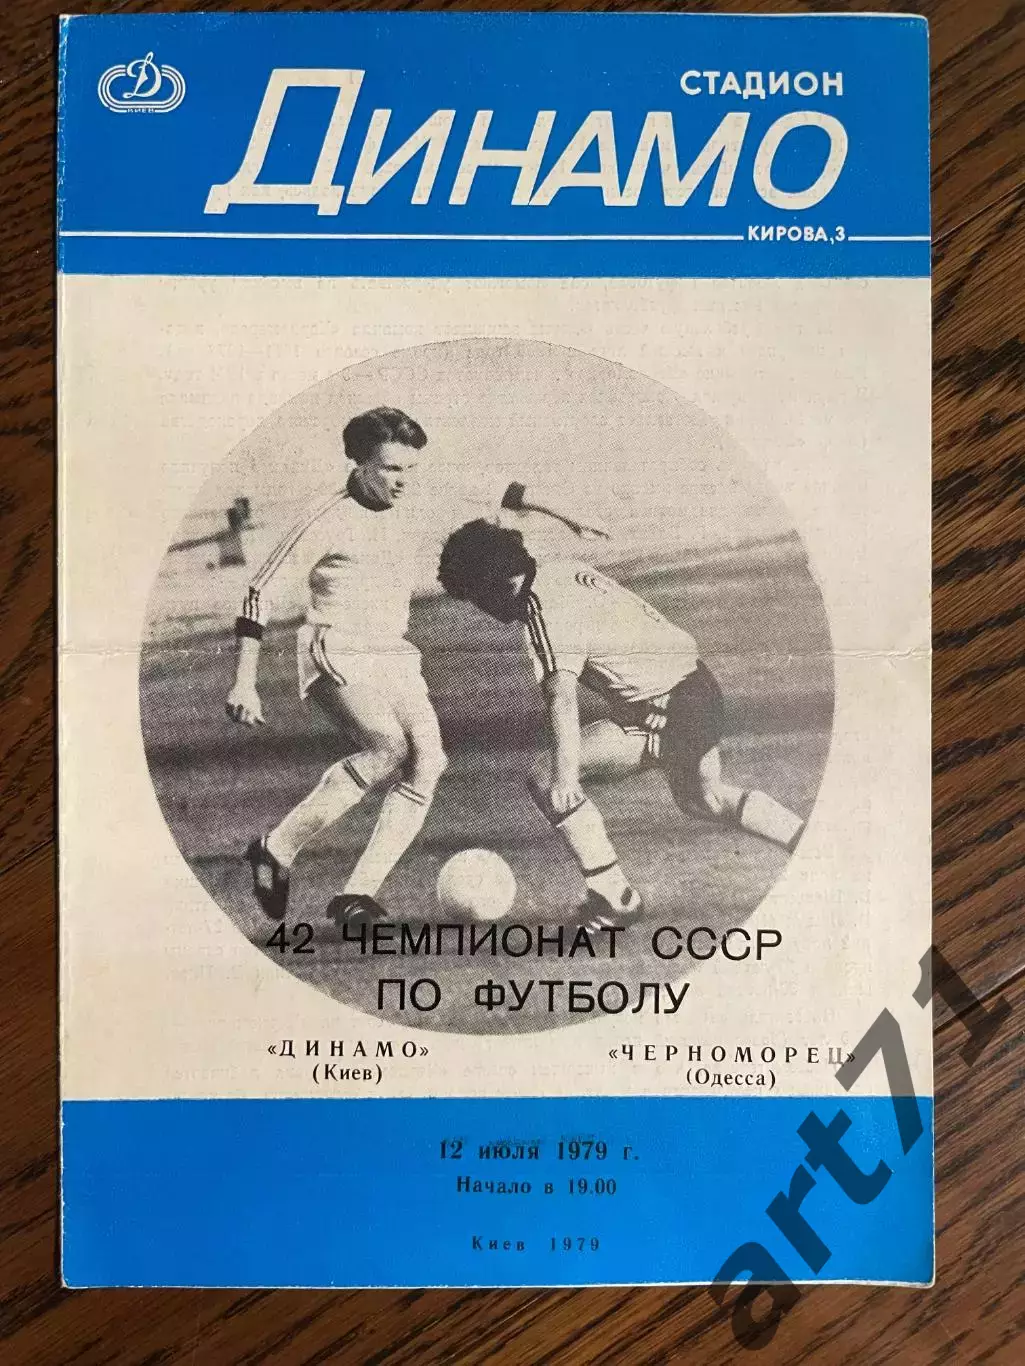 Д
КИЕВ
СТАДИОН
ДИНАМО
КИРОВА,3
42 ЧЕМПИОНАТ СССР
ПО ФУТБОЛУ
«ДИНАМО» «ЧЕРНОМОРЕЦ»
(Киев) (Одесса)
12 июля 1979 г.
Начало в 19.00
Киев 1979
art71